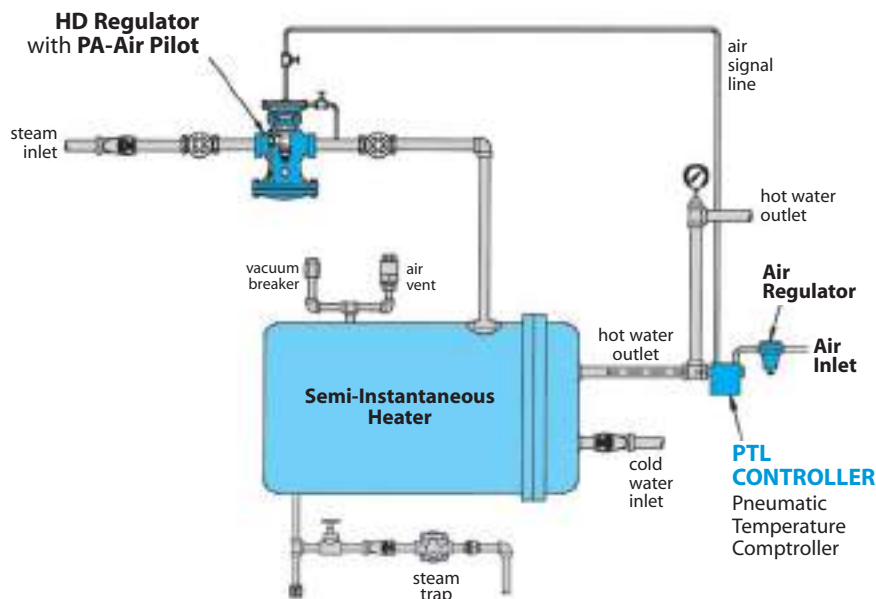 HD Regulator
with PA-Air Pilot
air
signal
line
steam
inlet
hot water
outlet
vacuum
breaker
air
vent
Air
Regulator
hot water
outlet
Air
Inlet
Semi-Instantaneous
Heater
PTL
CONTROLLER
Pneumatic
Temperature
Comptroller
cold
water
inlet
steam
trap